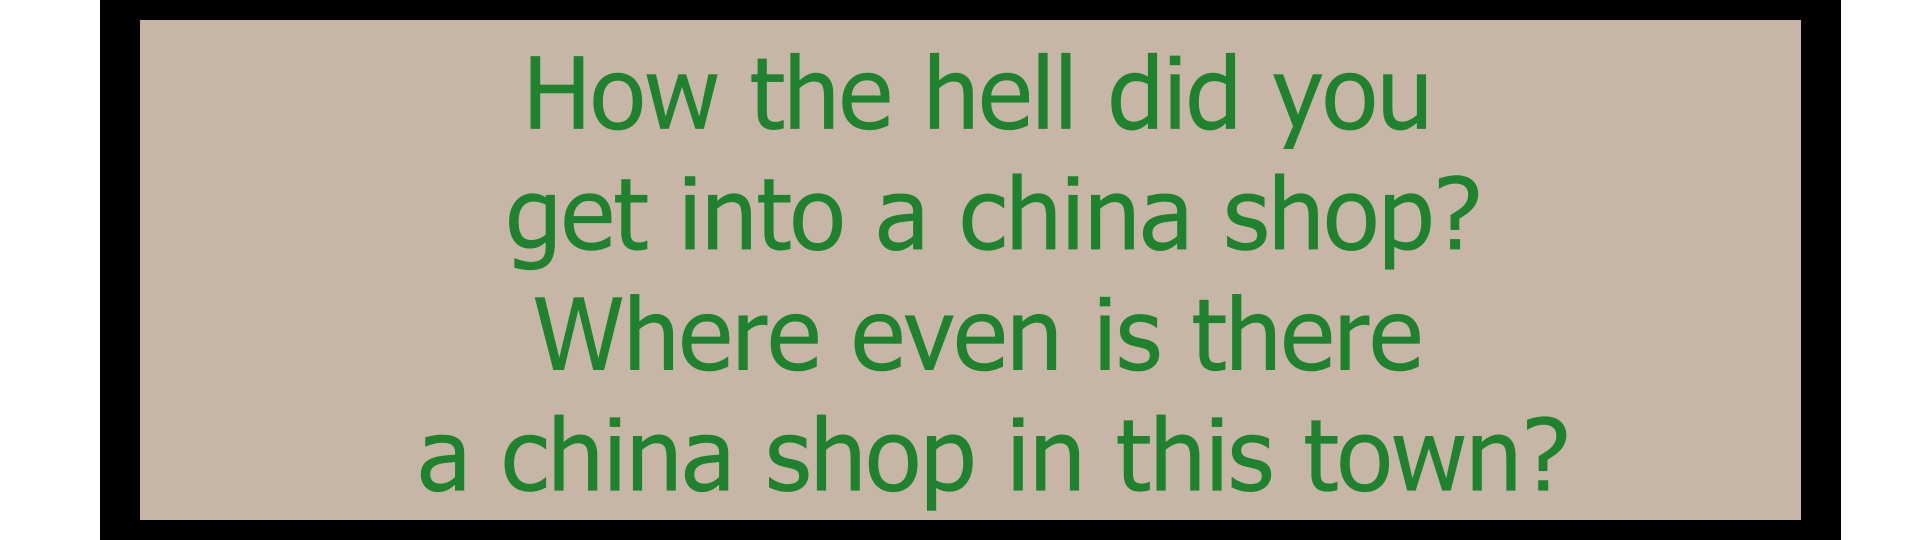 How the hell did you
get into a china shop?
Where even is there
a china shop in this town?